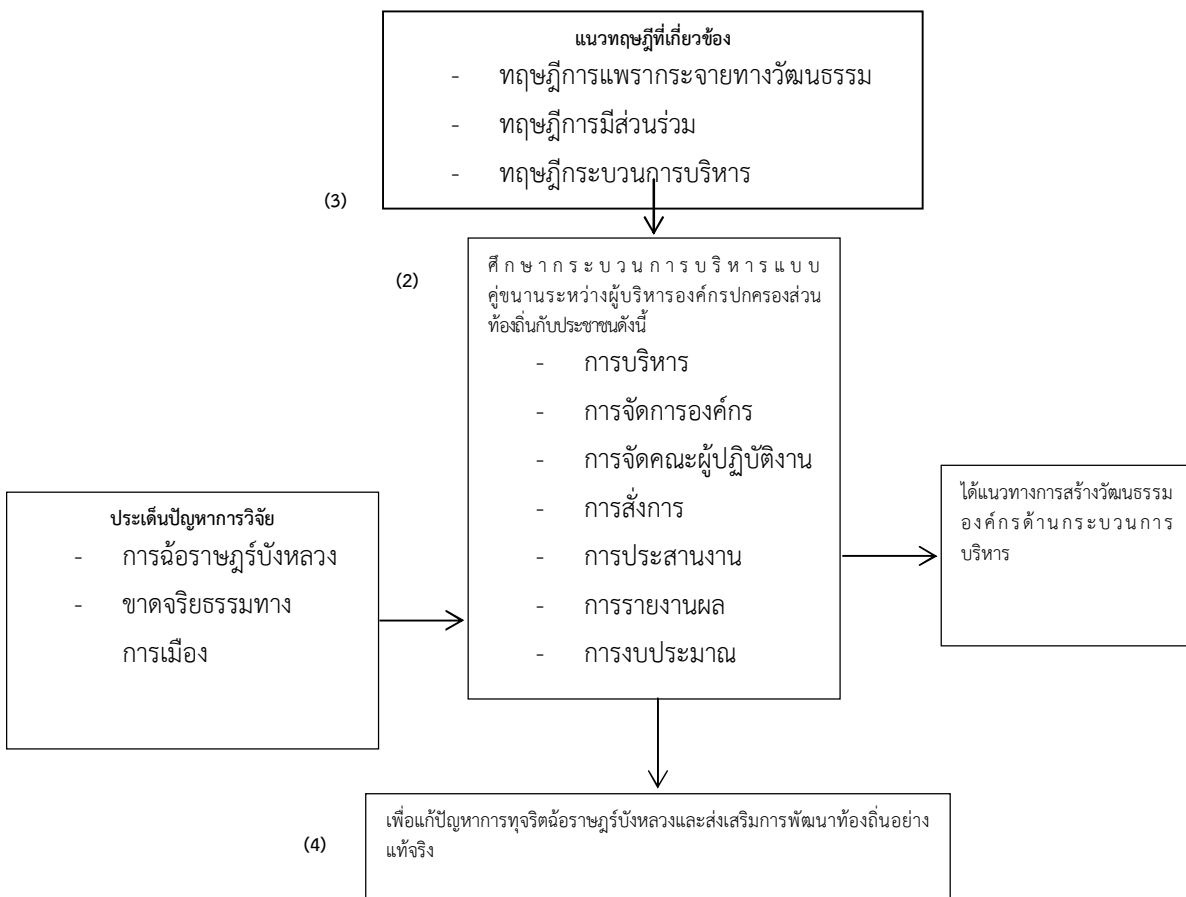 แนวทฤษฎีที่เกี่ยวข้อง
- ทฤษฎีการแพรากระจายทางวัฒนธรรม
- ทฤษฎีการมีส่วนร่วม
- ทฤษฎีกระบวนการบริหาร
(3)
(2)
ศึกษากระบวนการบริหารแบบ
คู่ขนานระหว่างผู้บริหารองค์กรปกครองส่วน
ท้องถิ่นกับประชาชนดังนี้
- การบริหาร
- การจัดการองค์กร
- การจัดคณะผู้ปฏิบัติงาน
- การสั่งการ
- การประสานงาน
- การรายงานผล
- การงบประมาณ
ประเด็นปัญหาการวิจัย
- การฉ้อราษฎร์บังหลวง
- ขาดจริยธรรมทาง
การเมือง
ได้แนวทางการสร้างวัฒนธรรม
องค์กรด้านกระบวนการ
บริหาร
(4)
เพื่อแก้ปัญหาการทุจริตฉ้อราษฎร์บังหลวงและส่งเสริมการพัฒนาท้องถิ่นอย่าง
แท้จริง